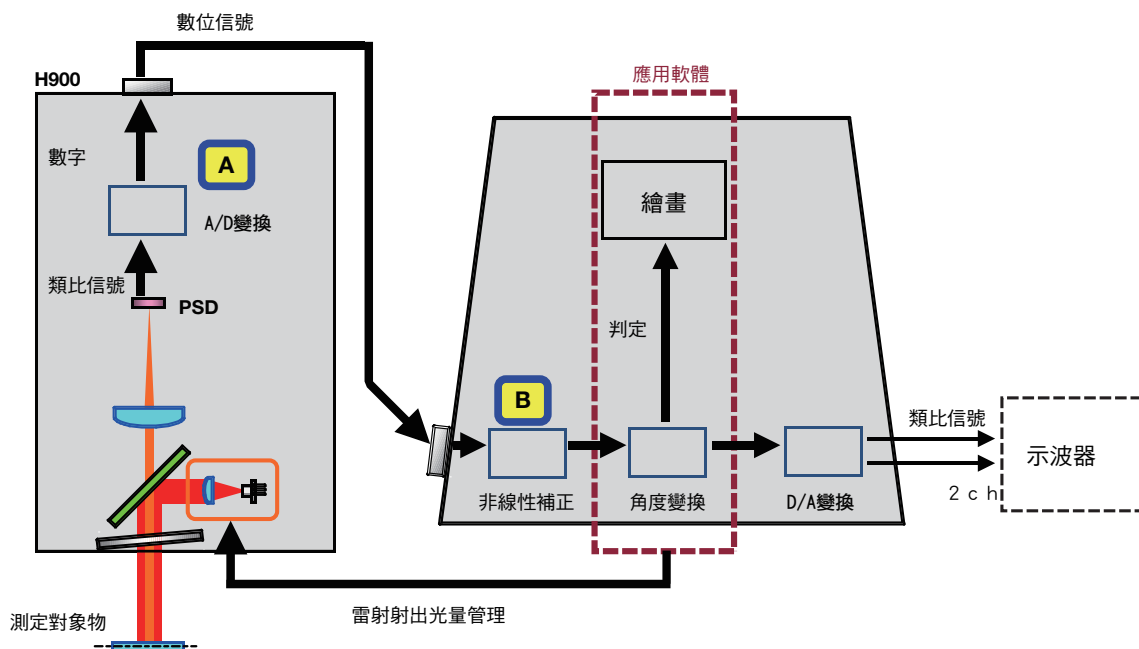 數位信號
應用軟體
H900
數字
A
A/D變換
繪畫
類比信號
PSD
判定
B
類比信號
示波器
非線性補正
角度變換
D/A變換
2ch
雷射射出光量管理
測定對象物